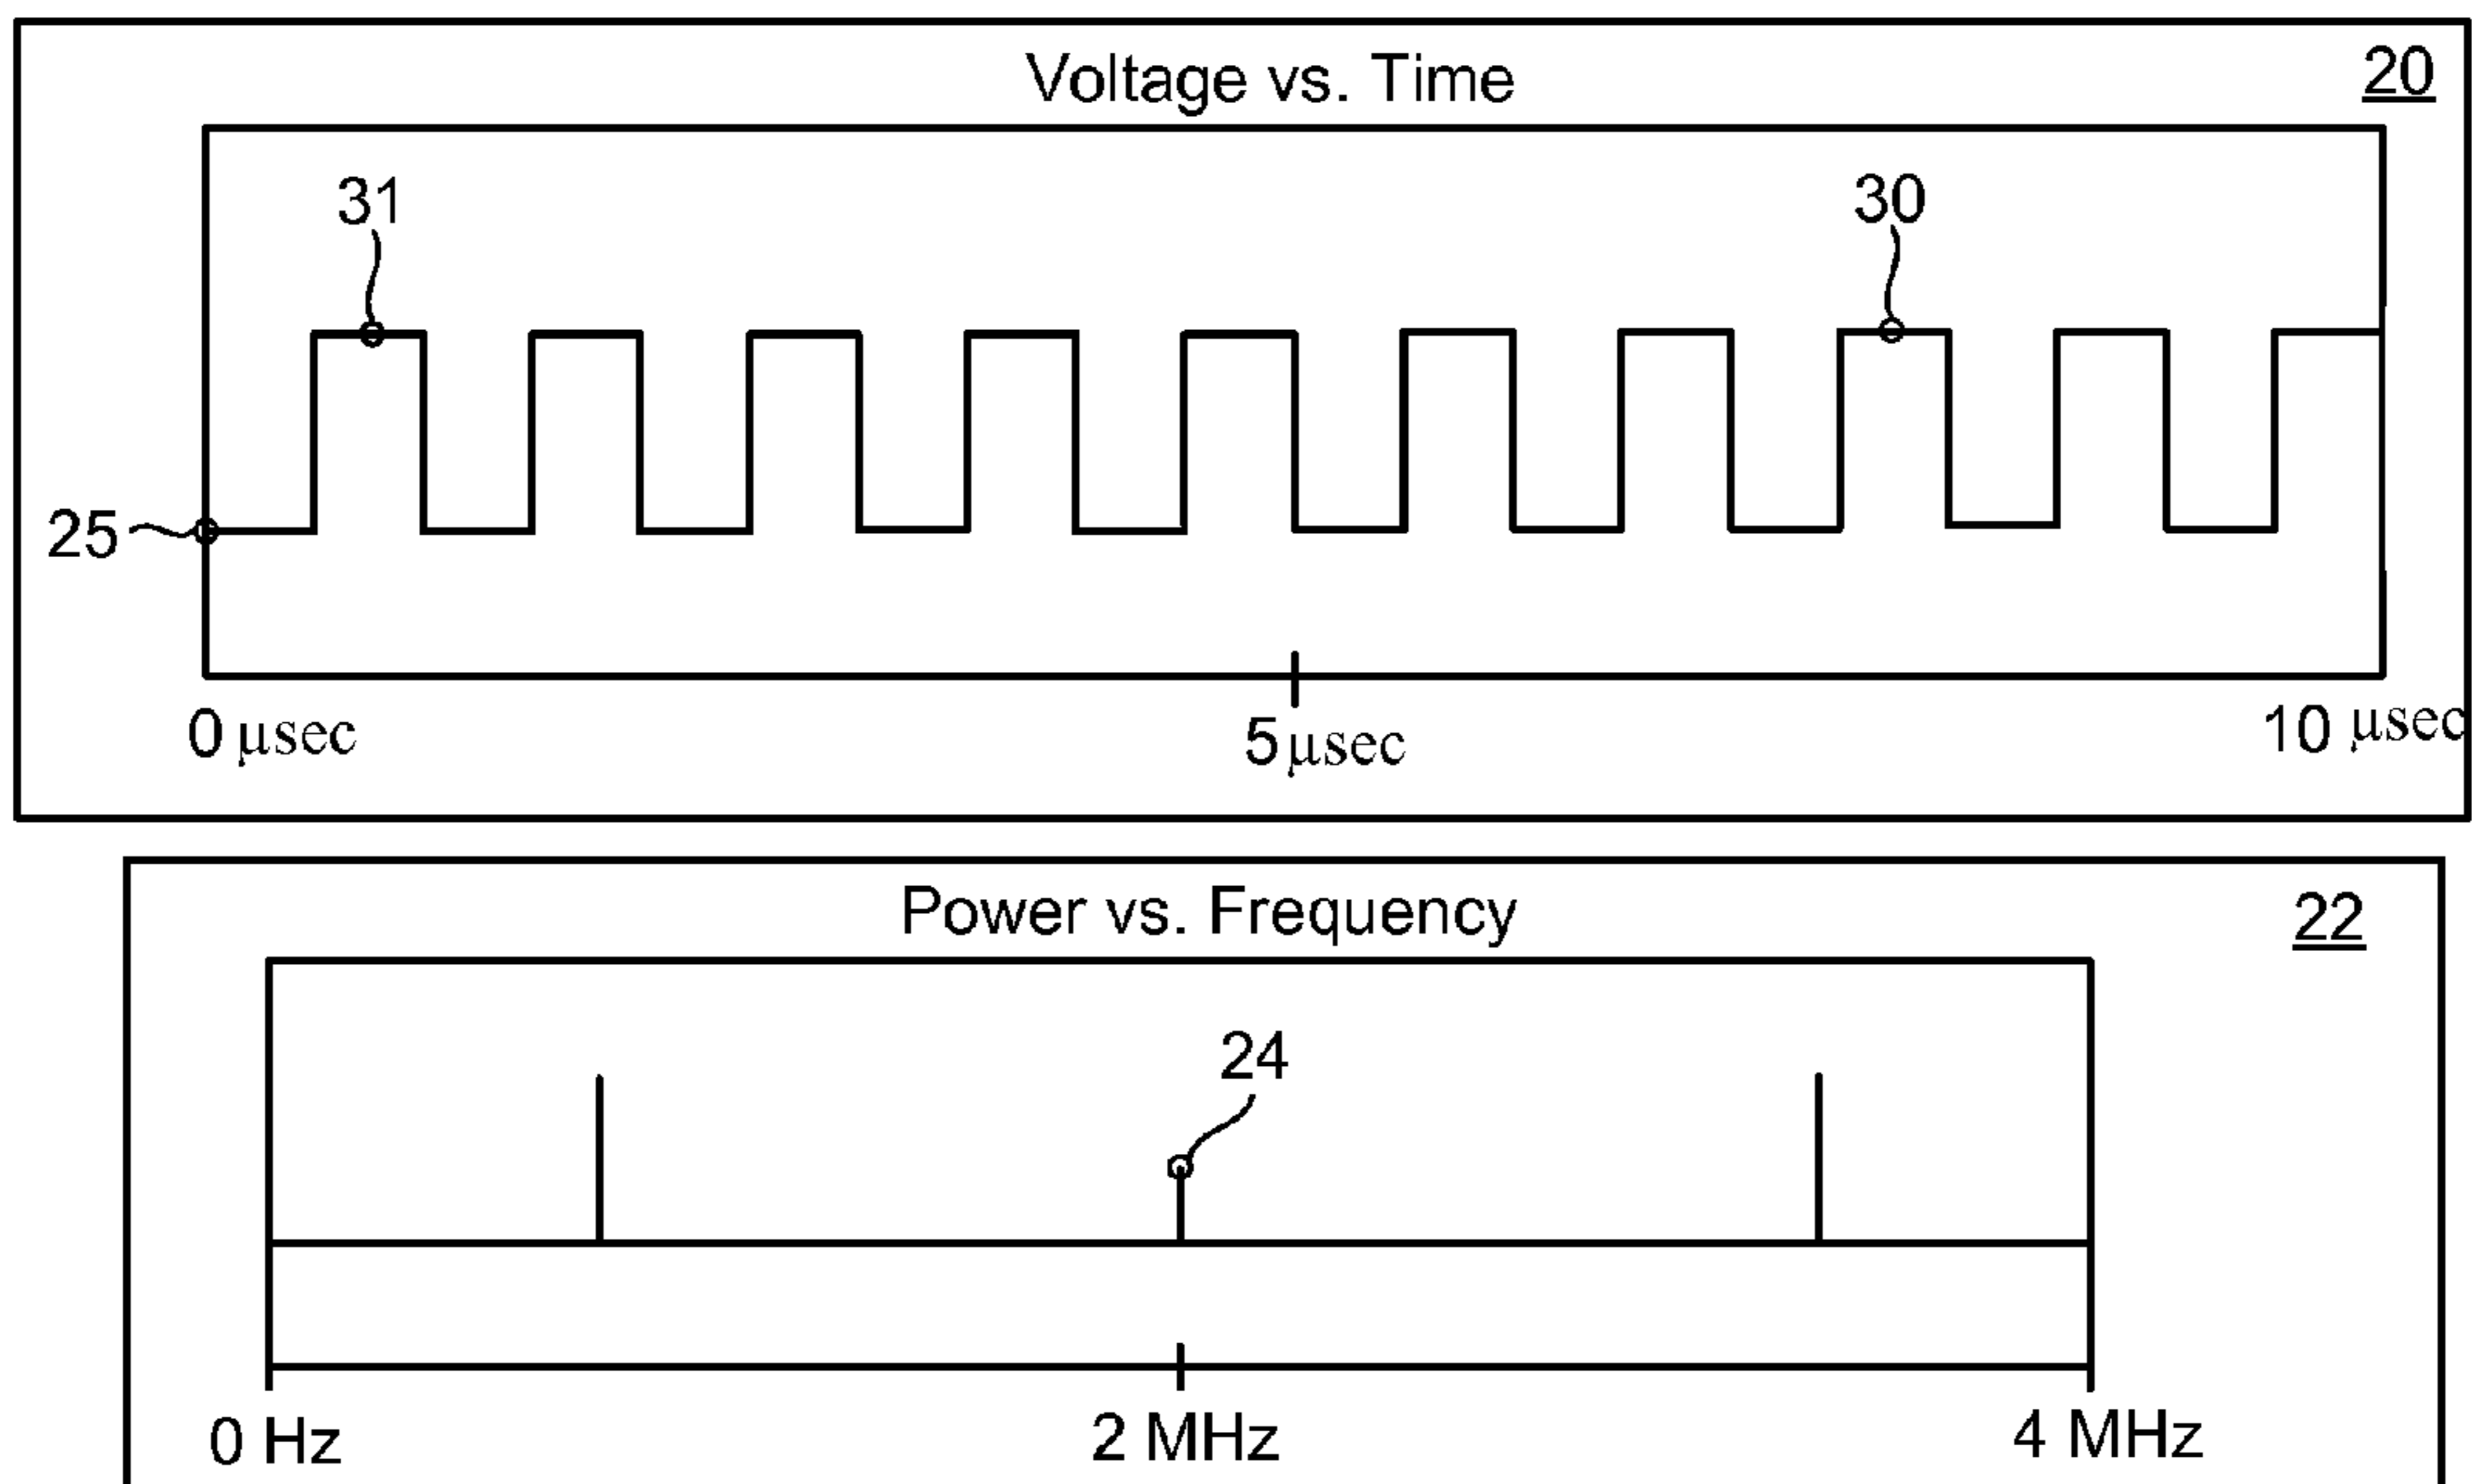 Voltage vs. Time
20
31
30
25
0 μsec
5 μsec
10 μsec
Power vs. Frequency
22
24
0 Hz
2 MHz
4 MHz